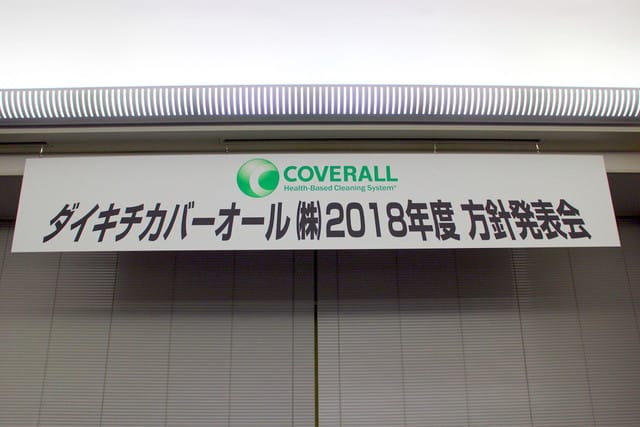 COVERALL
Health-Based Cleaning System®
ダイキチカバーオール㈱2018年度 方針発表会